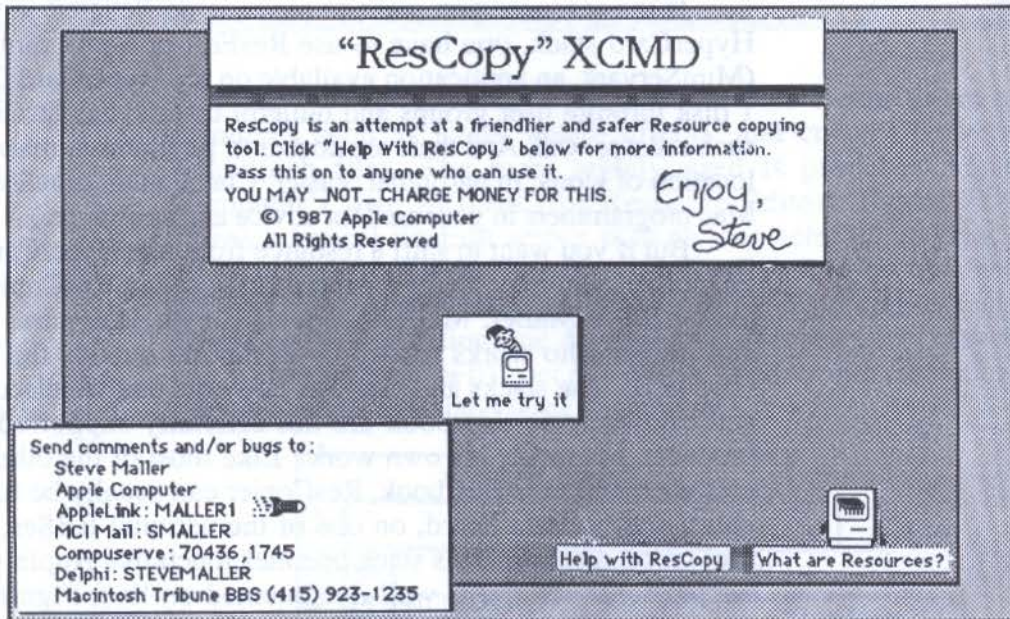 “ResCopy” XCMD
ResCopy is an attempt at a friendlier and safer Resource copying
tool. Click "Help With ResCopy" below for more information.
Pass this on to anyone who can use it.
YOU MAY _NOT_ CHARGE MONEY FOR THIS.
© 1987 Apple Computer
All Rights Reserved
Enjoy,
Steve
Let me try it
Send comments and/or bugs to:
Steve Maller
Apple Computer
AppleLink: MALLER1
MCI Mail: SMALLER
Compuserve: 70436,1745
Delphi: STEVEMALLER
Macintosh Tribune BBS (415) 923-1235
Help with ResCopy
What are Resources?